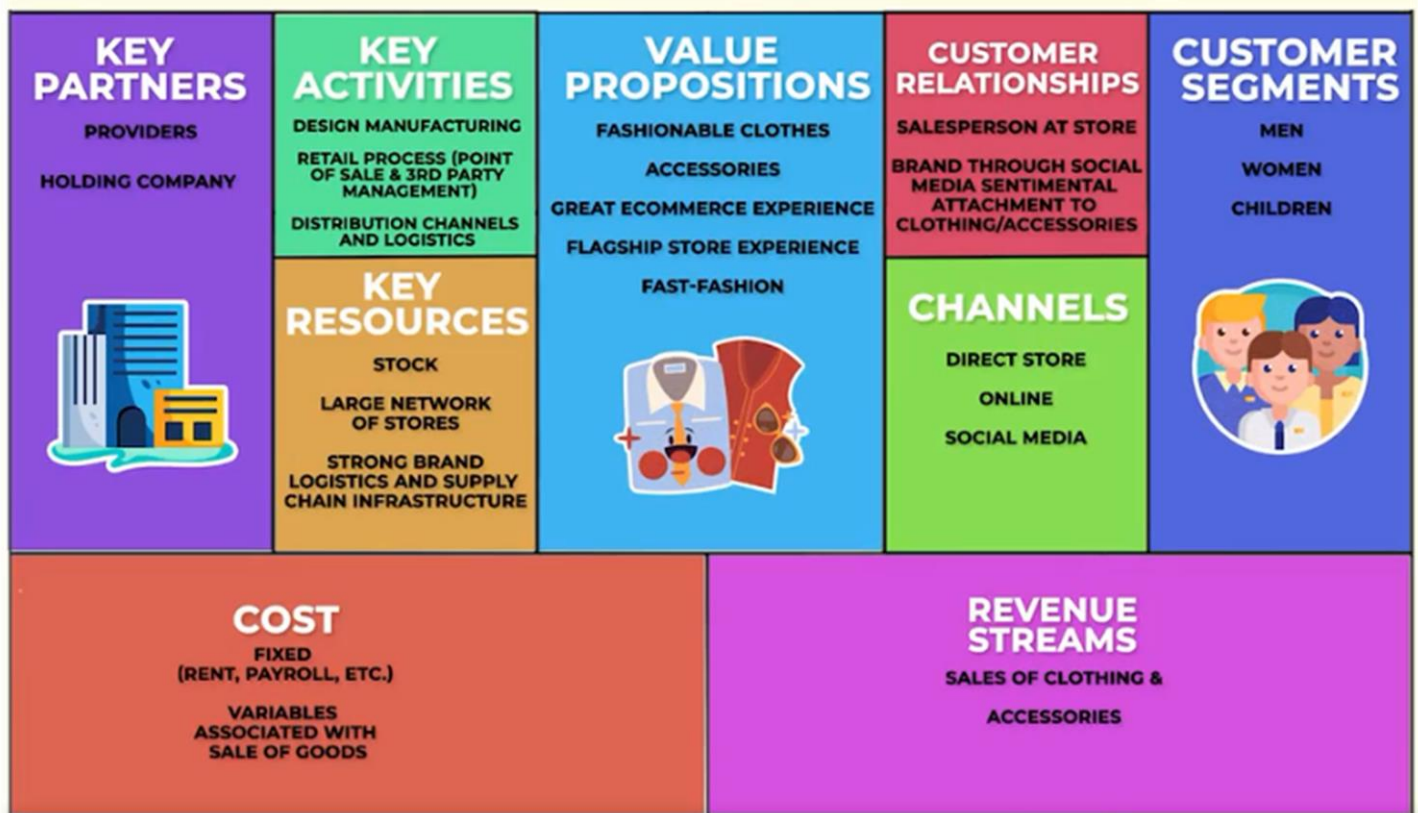 KEY
PARTNERS
PROVIDERS
HOLDING COMPANY
KEY
ACTIVITIES
DESIGN MANUFACTURING
RETAIL PROCESS (POINT
OF SALE & 3RD PARTY
MANAGEMENT)
DISTRIBUTION CHANNELS
AND LOGISTICS
KEY
RESOURCES
STOCK
LARGE NETWORK
OF STORES
STRONG BRAND
LOGISTICS AND SUPPLY
CHAIN INFRASTRUCTURE
VALUE
PROPOSITIONS
FASHIONABLE CLOTHES
ACCESSORIES
GREAT ECOMMERCE EXPERIENCE
FLAGSHIP STORE EXPERIENCE
FAST-FASHION
CUSTOMER
RELATIONSHIPS
SALESPERSON AT STORE
BRAND THROUGH SOCIAL
MEDIA SENTIMENTAL
ATTACHMENT TO
CLOTHING/ACCESSORIES
CHANNELS
DIRECT STORE
ONLINE
SOCIAL MEDIA
CUSTOMER
SEGMENTS
MEN
WOMEN
CHILDREN
COST
FIXED
(RENT, PAYROLL, ETC.)
VARIABLES
ASSOCIATED WITH
SALE OF GOODS
REVENUE
STREAMS
SALES OF CLOTHING &
ACCESSORIES